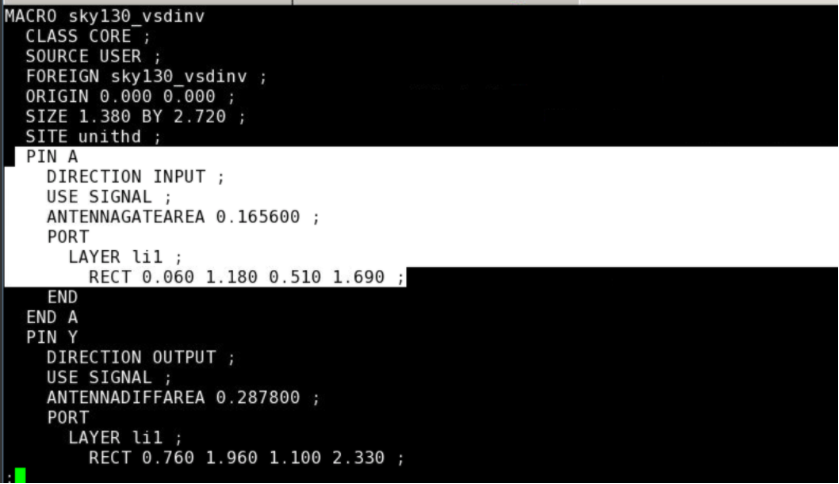 MACRO sky130_vsdinv
CLASS CORE ;
SOURCE USER ;
FOREIGN sky130_vsdinv ;
ORIGIN 0.000 0.000 ;
SIZE 1.380 BY 2.720 ;
SITE unithd ;
PIN A
DIRECTION INPUT ;
USE SIGNAL ;
ANTENNAGATEAREA 0.165600 ;
PORT
LAYER li1 ;
RECT 0.060 1.180 0.510 1.690 ;
END
END A
PIN Y
DIRECTION OUTPUT ;
USE SIGNAL ;
ANTENNADIFFAREA 0.287800 ;
PORT
LAYER li1 ;
RECT 0.760 1.960 1.100 2.330 ;
: